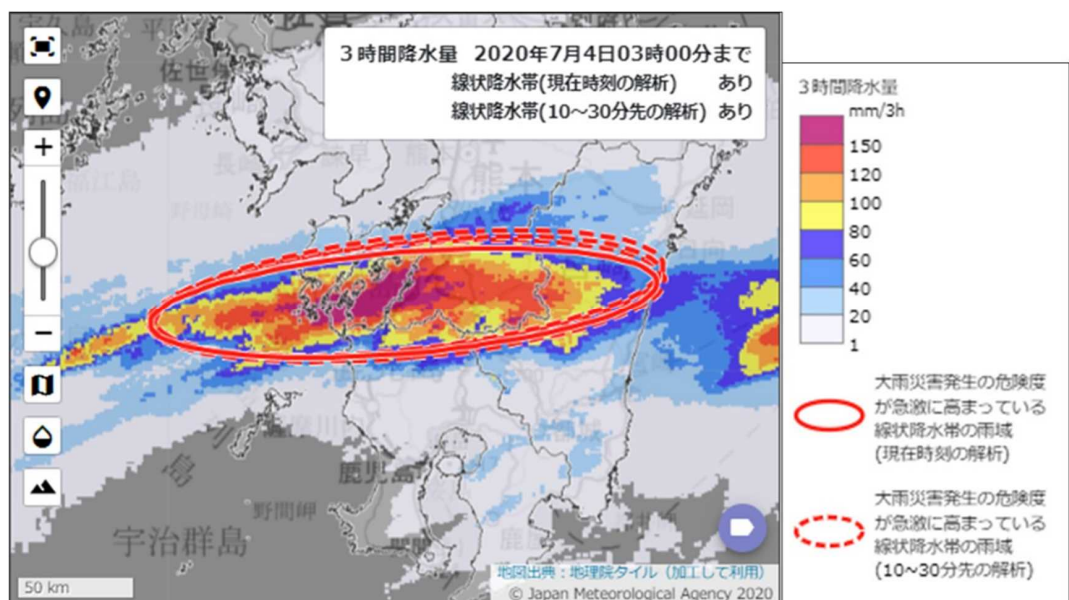 3時間降水量 2020年7月4日03時00分まで
線状降水帯(現在時刻の解析) あり
線状降水帯(10～30分先の解析) あり
佐世保
長崎
諫早
熊本
福江島
野母崎
延岡
鹿児島
野間岬
宇治群島
50 km
地図出典：地理院タイル（加工して利用）
© Japan Meteorological Agency 2020
3時間降水量
mm/3h
150
120
100
80
60
40
20
1
大雨災害発生の危険度
が急激に高まっている
線状降水帯の雨域
(現在時刻の解析)
大雨災害発生の危険度
が急激に高まっている
線状降水帯の雨域
(10～30分先の解析)